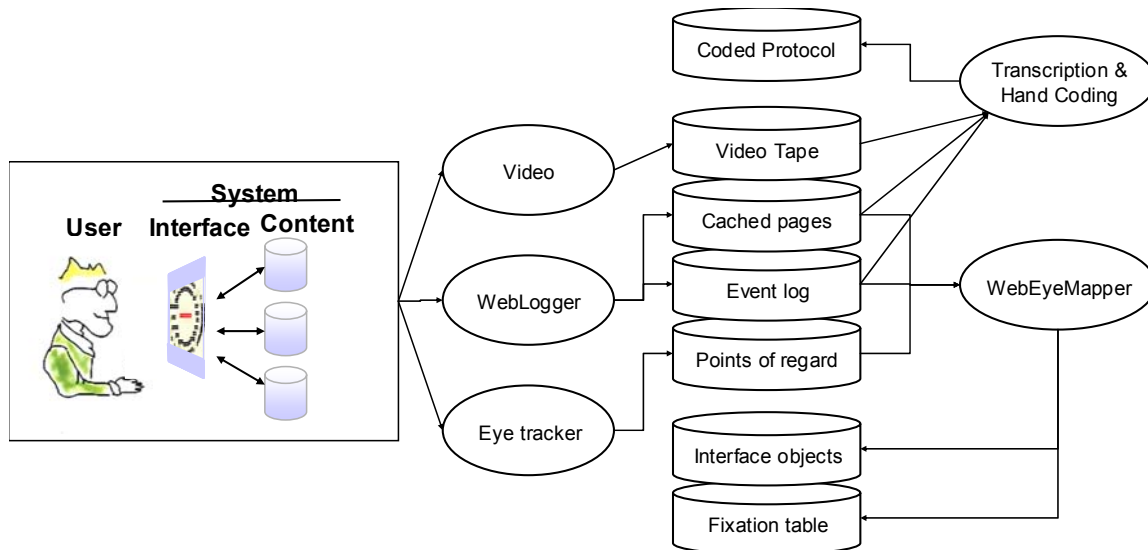 Coded Protocol
Transcription &
Hand Coding
Video Tape
Video
System
User
Interface
Content
Cached pages
WebLogger
Event log
WebEyeMapper
Points of regard
Eye tracker
Interface objects
Fixation table